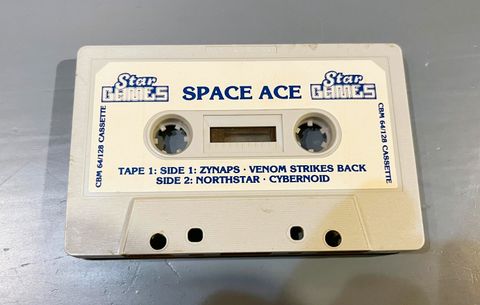 Star GAMES
SPACE ACE
Star GAMES
CBM 64/128 CASSETTE
CBM 64/128 CASSETTE
TAPE 1: SIDE 1: ZYNAPS · VENOM STRIKES BACK
SIDE 2: NORTHSTAR · CYBERNOID